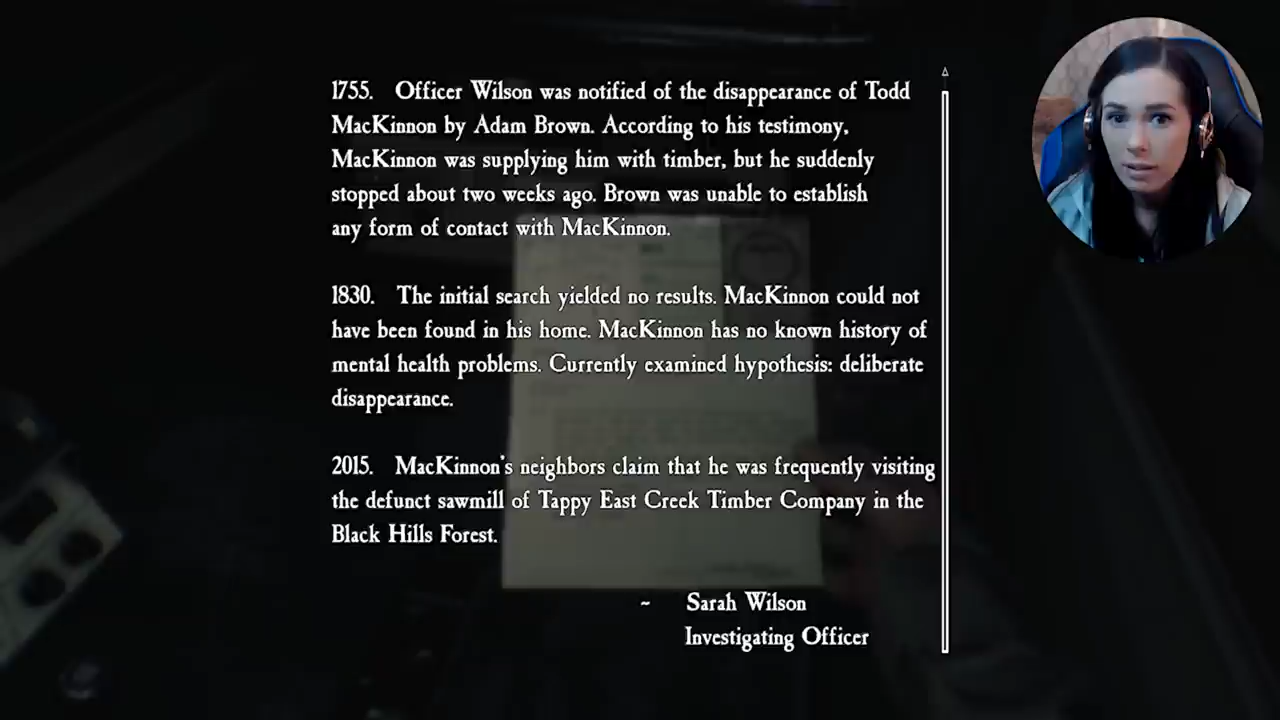 1755. Officer Wilson was notified of the disappearance of Todd
MacKinnon by Adam Brown. According to his testimony,
MacKinnon was supplying him with timber, but he suddenly
stopped about two weeks ago. Brown was unable to establish
any form of contact with MacKinnon.
1830. The initial search yielded no results. MacKinnon could not
have been found in his home. MacKinnon has no known history of
mental health problems. Currently examined hypothesis: deliberate
disappearance.
2015. MacKinnon's neighbors claim that he was frequently visiting
the defunct sawmill of Tappy East Creek Timber Company in the
Black Hills Forest.
~ Sarah Wilson
Investigating Officer